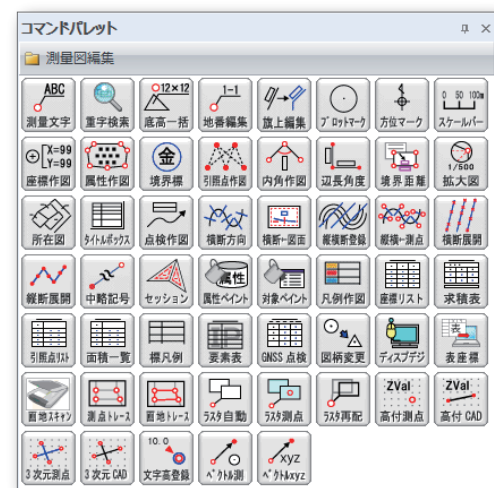 コマンドパレット
測量図編集
ABC 12×12 1-1 0 50 100m
測量文字 重字検索 底高一括 地番編集 旗上編集 プロットマーク 方位マーク スケールバー
X=99 Y=99 金 1/500
座標作図 属性作図 境界標 引照点作図 内角作図 辺長角度 境界距離 拡大図
所在図 タイトルボックス 点検作図 横断方向 横断←図面 縦横断登録 縦横←測点 横断展開
属性
縦断展開 中略記号 セッション 属性ペイント 対象ペイント 凡例作図 座標リスト 求積表
表
引照点リスト 面積一覧 標凡例 要素表 GNSS 点検 図柄変更 ディスプデジ 表座標
ZVal ZVal
画地スキャン 測点トレース 画地トレース ラスタ自動 ラスタ測点 ラスタ再配 高付測点 高付 CAD
10.0 xyz
3次元測点 3次元 CAD 文字高登録 ベクトル測 ベクトルxyz